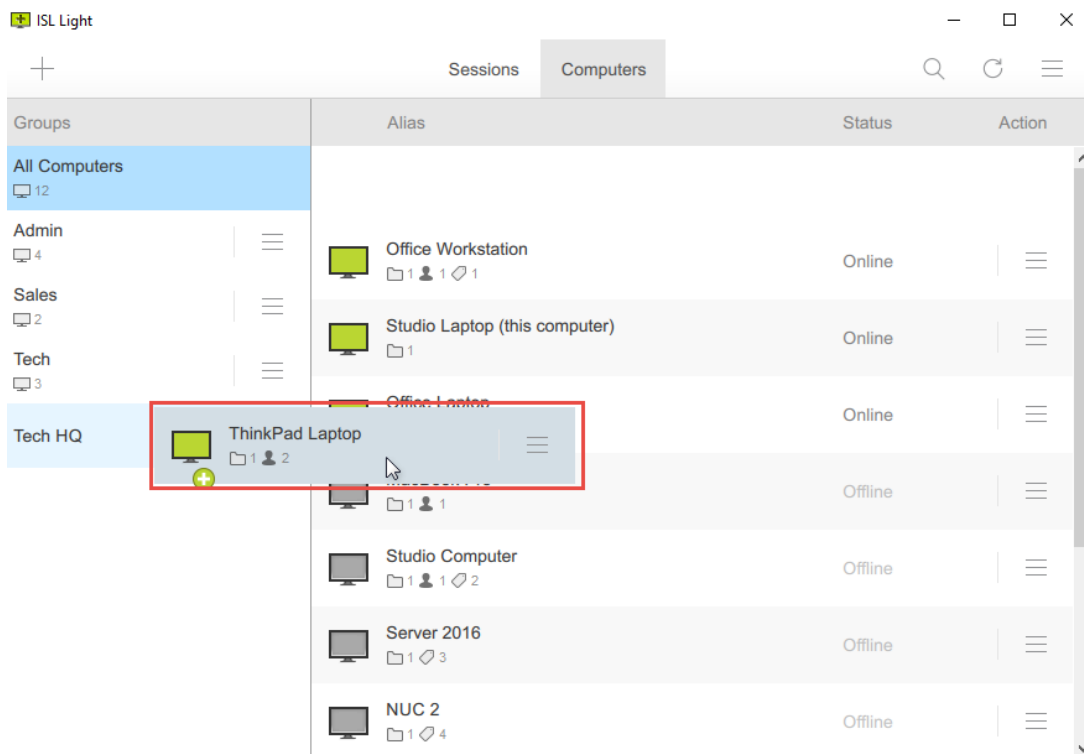 ISL Light
Sessions Computers
Groups Alias Status Action
All Computers
12
Admin
4
Sales
2
Tech
3
Tech HQ
Office Workstation
1 1 1
Online
Studio Laptop (this computer)
1
Online
Office Laptop
Online
ThinkPad Laptop
1 2
1 1
Offline
Studio Computer
1 1 2
Offline
Server 2016
1 3
Offline
NUC 2
1 4
Offline